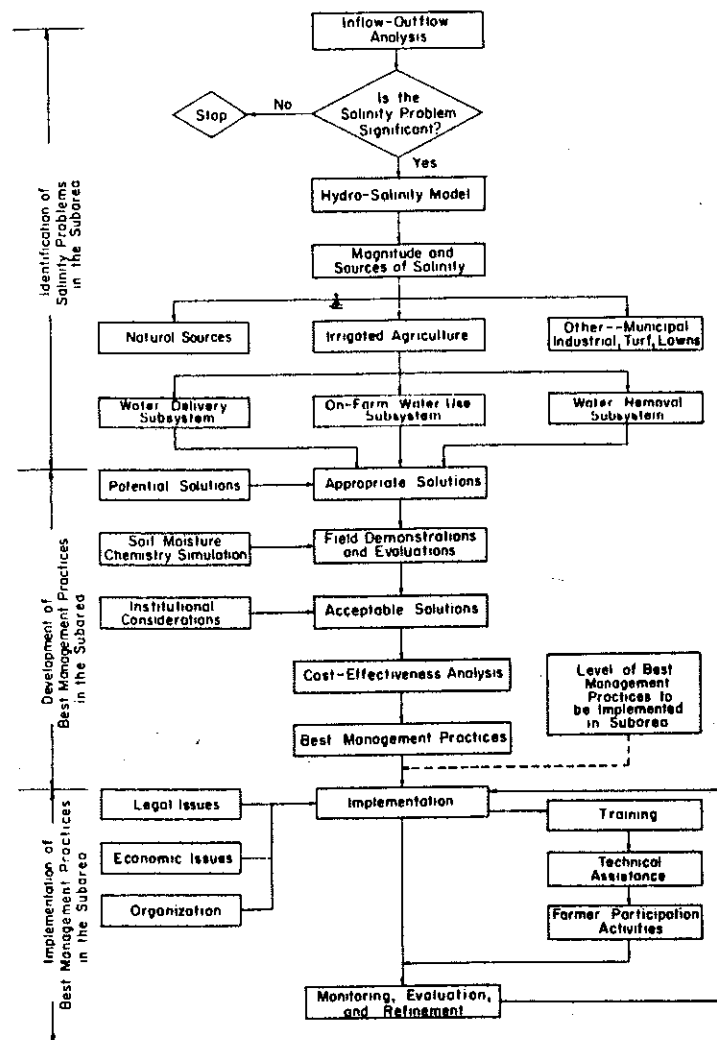 Inflow-Outflow
Analysis
Is the
Salinity Problem
Significant?
No
Stop
Yes
Hydro-Salinity Model
Magnitude and
Sources of Salinity
Natural Sources
Irrigated Agriculture
Other--Municipal
Industrial, Turf, Lawns
Water Delivery
Subsystem
On-Farm Water Use
Subsystem
Water Removal
Subsystem
Identification of
Salinity Problems
in the Subarea
Potential Solutions
Appropriate Solutions
Soil Moisture
Chemistry Simulation
Field Demonstrations
and Evaluations
Institutional
Considerations
Acceptable Solutions
Cost-Effectiveness Analysis
Level of Best
Management
Practices to
be Implemented
in Subarea
Best Management Practices
Development of
Best Management Practices
in the Subarea
Legal Issues
Implementation
Training
Economic Issues
Technical
Assistance
Organization
Farmer Participation
Activities
Monitoring, Evaluation,
and Refinement
Implementation of
Best Management Practices
in the Subarea